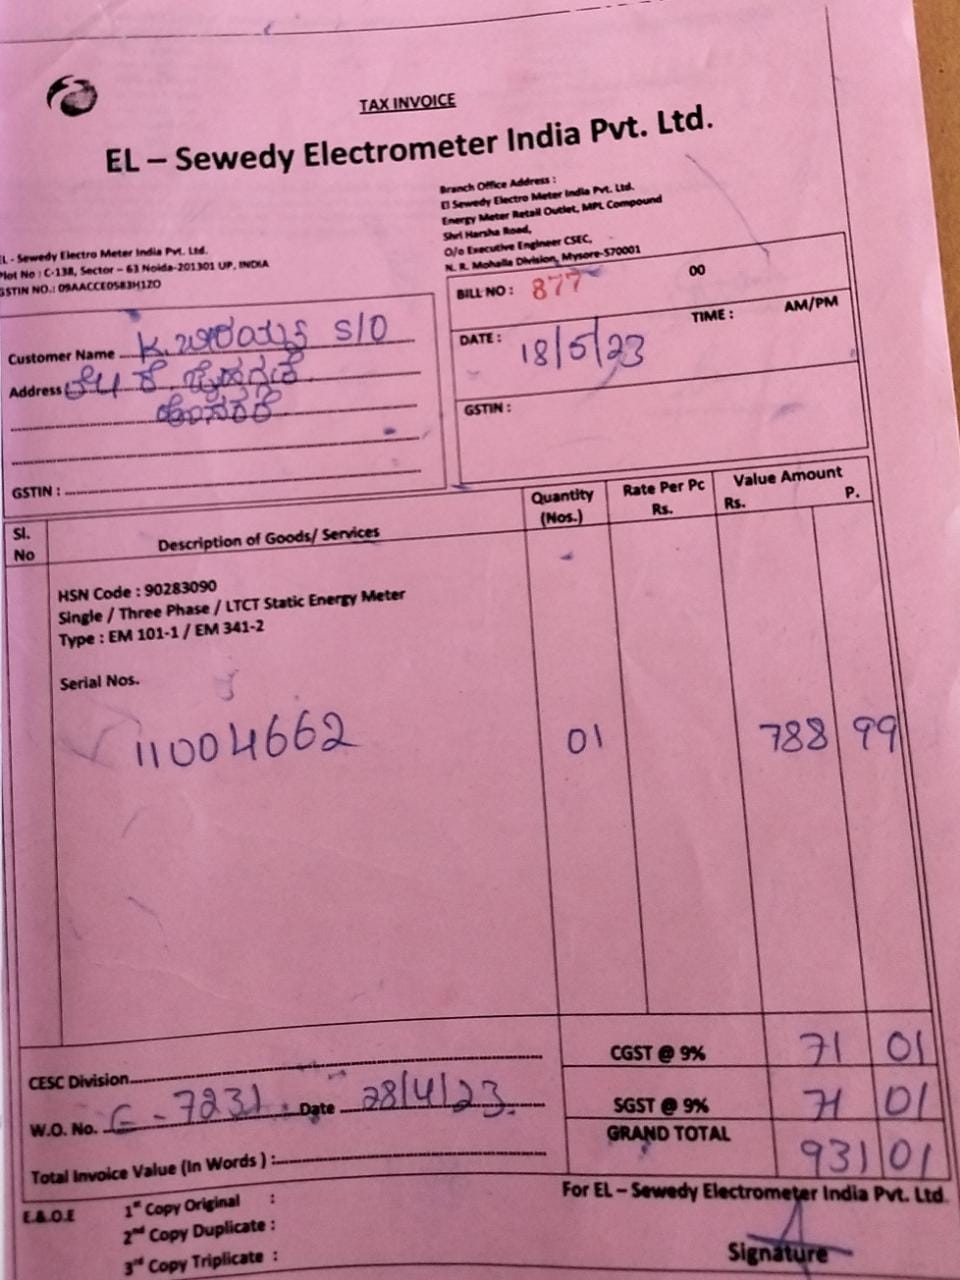 TAX INVOICE
EL – Sewedy Electrometer India Pvt. Ltd.
Branch Office Address :
El Sewedy Electro Meter India Pvt. Ltd.
Energy Meter Retail Outlet, MPL Compound
Shri Harsha Road,
O/o Executive Engineer CSEC,
N. R. Mohalla Division, Mysore-570001
EL - Sewedy Electro Meter India Pvt. Ltd.
Plot No : C-138, Sector – 63 Noida-201301 UP, INDIA
GSTIN NO.: 09AACCE0583H1ZO
BILL NO : 877 00
DATE : 18/5/23 TIME : AM/PM
GSTIN :
Customer Name K. S/O
Address
GSTIN :
Sl. No Description of Goods/ Services Quantity (Nos.) Rate Per Pc Rs. Value Amount Rs. P.
HSN Code : 90283090
Single / Three Phase / LTCT Static Energy Meter
Type : EM 101-1 / EM 341-2
Serial Nos.
11004662 01 788 99
CGST @ 9% 71 01
CESC Division
SGST @ 9% 71 01
W.O. No. 7231 Date 28/4/23
GRAND TOTAL 931 01
Total Invoice Value (In Words ) :
For EL – Sewedy Electrometer India Pvt. Ltd.
E.&.O.E 1st Copy Original :
2nd Copy Duplicate :
3rd Copy Triplicate :
Signature